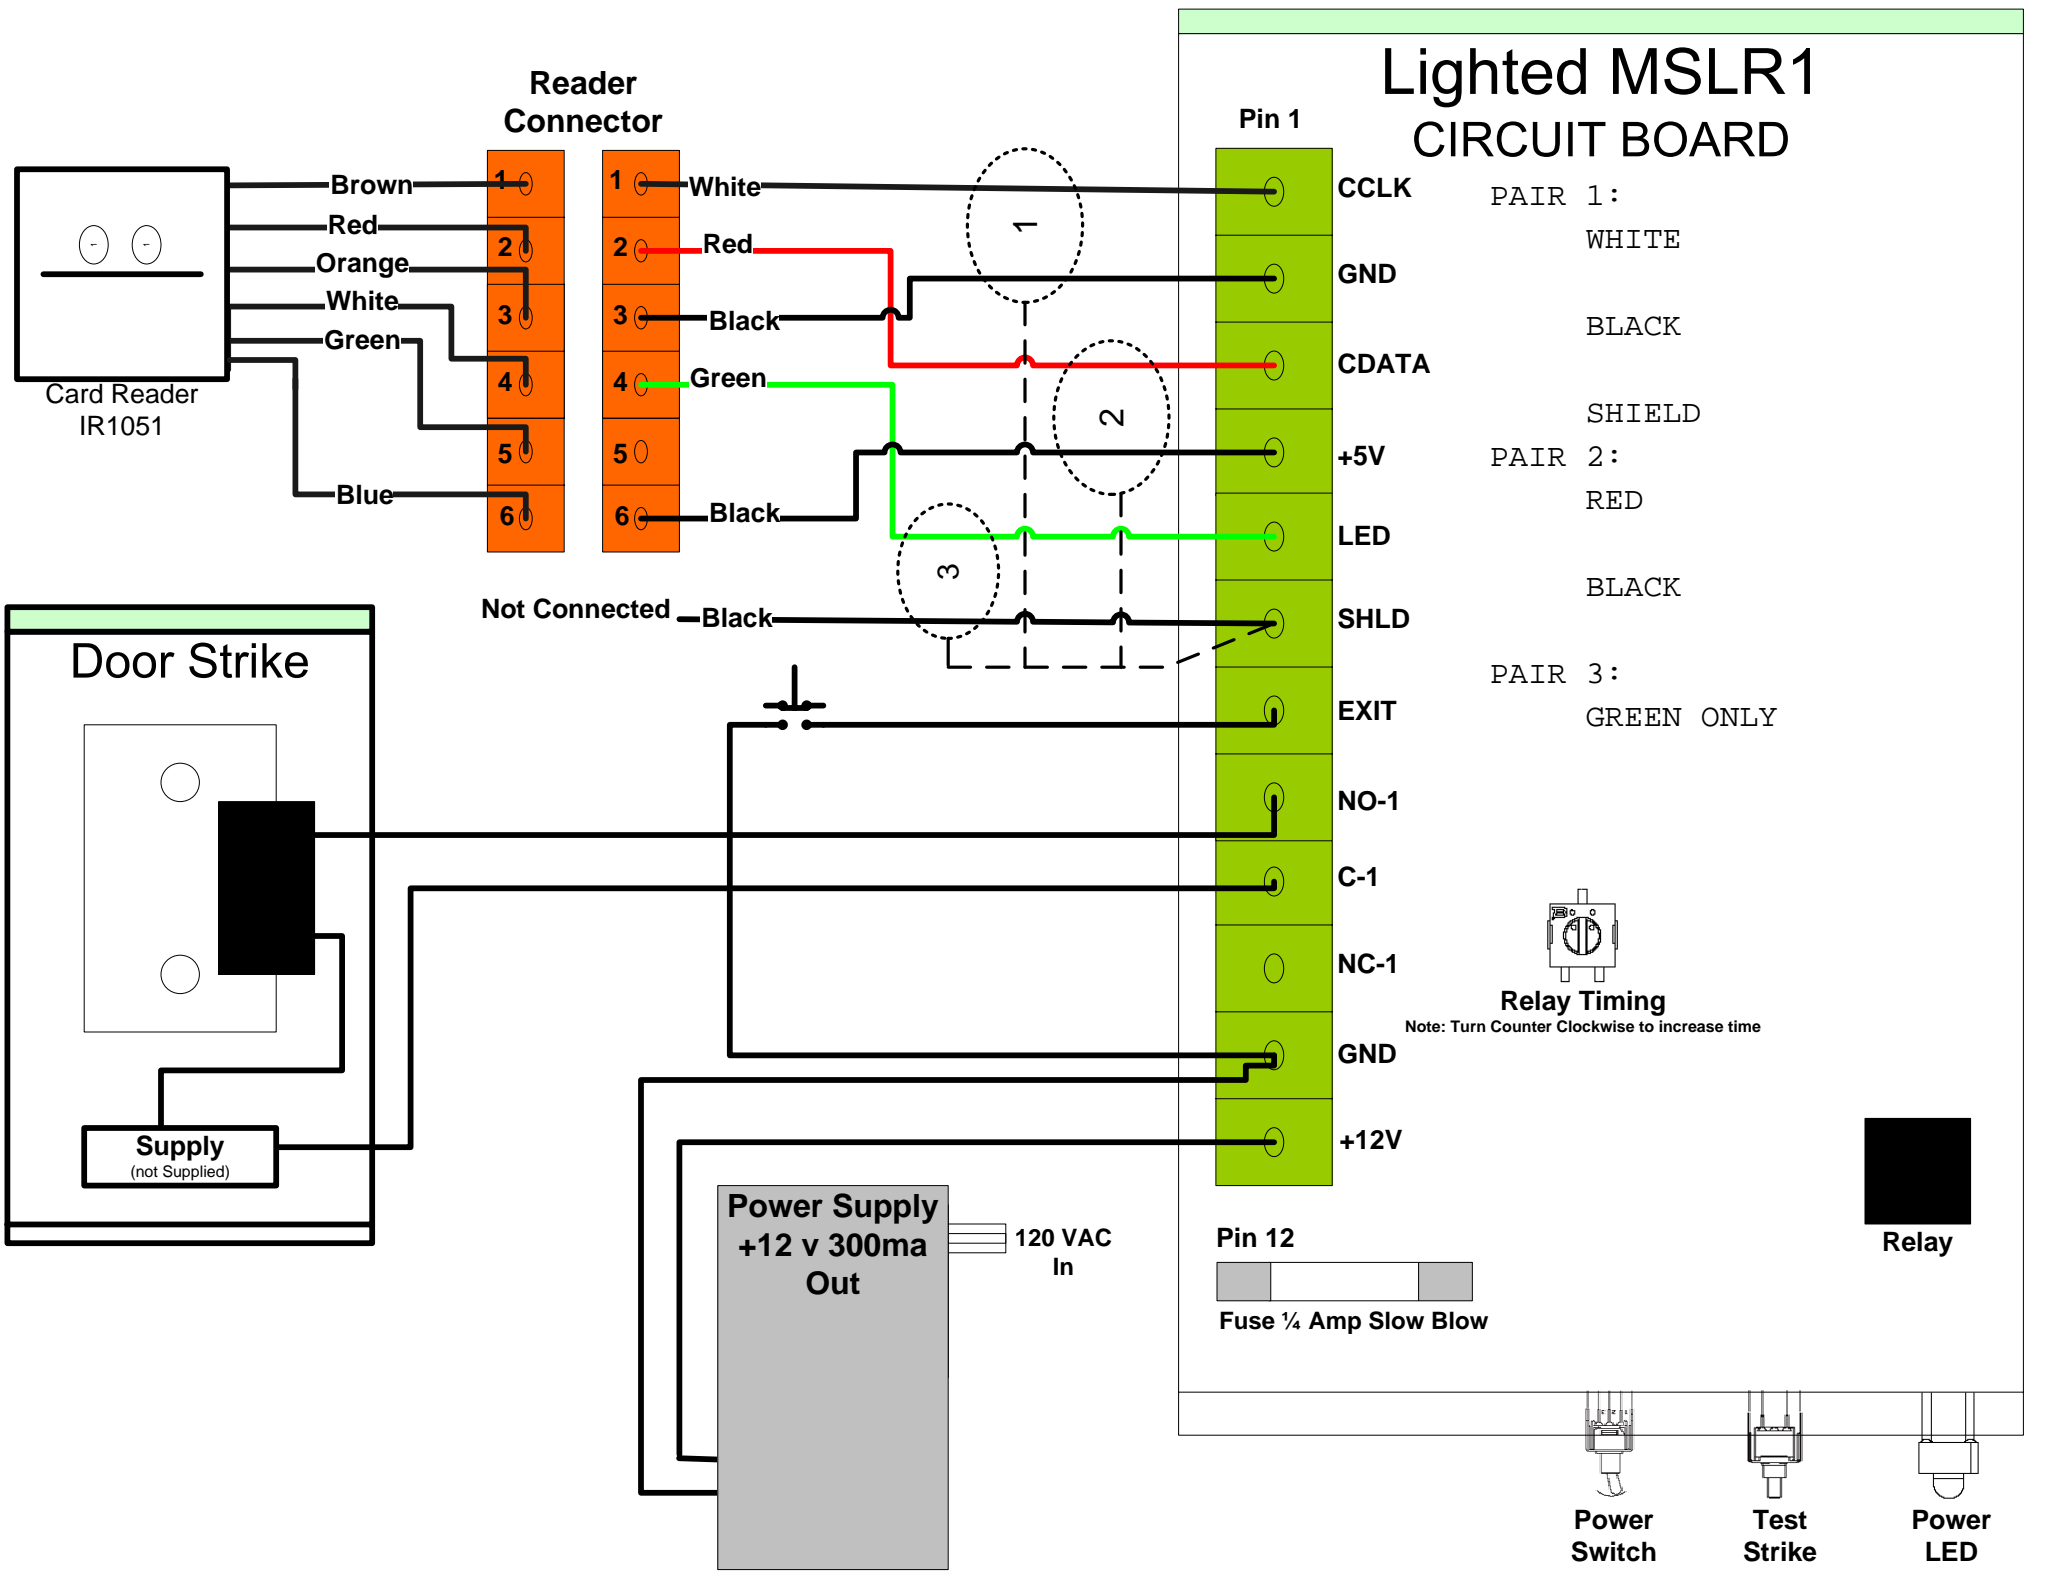 Lighted MSLR1
CIRCUIT BOARD
Reader
Connector
Pin 1
Brown
Red
Orange
White
Green
Blue
1
2
3
4
5
6
1
2
3
4
5
6
White
Red
Black
Green
Black
Not Connected
Black
1
2
3
Card Reader
IR1051
CCLK
GND
CDATA
+5V
LED
SHLD
EXIT
NO-1
C-1
NC-1
GND
+12V
PAIR 1:
WHITE
BLACK
SHIELD
PAIR 2:
RED
BLACK
PAIR 3:
GREEN ONLY
Door Strike
Supply
(not Supplied)
Relay Timing
Note: Turn Counter Clockwise to increase time
Power Supply
+12 v 300ma
Out
120 VAC
In
Pin 12
Fuse ¼ Amp Slow Blow
Relay
Power
Switch
Test
Strike
Power
LED